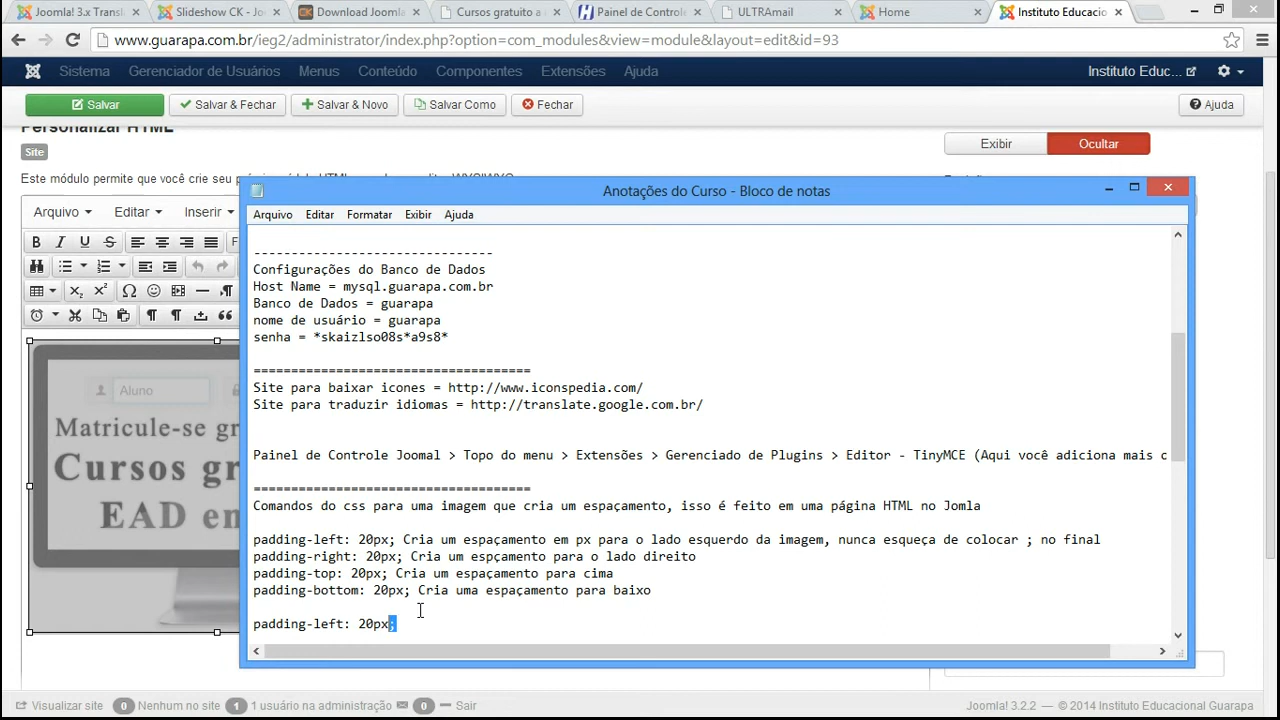 Joomla! 3.x Transl
Slideshow CK - Jo
Download Jooml
Cursos gratuito a
Painel de Control
ULTRAmail
Home
Instituto Educacio
www.guarapa.com.br/ieg2/administrator/index.php?option=com_modules&view=module&layout=edit&id=93
Sistema Gerenciador de Usuários Menus Conteúdo Componentes Extensões Ajuda Instituto Educ...
Salvar Salvar & Fechar Salvar & Novo Salvar Como Fechar Ajuda
Personalizar HTML
Site
Exibir Ocultar
Este módulo permite que você crie seu
Arquivo Editar Inserir
Anotações do Curso - Bloco de notas
Arquivo Editar Formatar Exibir Ajuda
-------------------------------- 
Configurações do Banco de Dados
Host Name = mysql.guarapa.com.br
Banco de Dados = guarapa
nome de usuário = guarapa
senha = *skaizlso08s*a9s8*
=====================================
Site para baixar icones = http://www.iconspedia.com/
Site para traduzir idiomas = http://translate.google.com.br/
Painel de Controle Joomal > Topo do menu > Extensões > Gerenciado de Plugins > Editor - TinyMCE (Aqui você adiciona mais c
=====================================
Comandos do css para uma imagem que cria um espaçamento, isso é feito em uma página HTML no Jomla
padding-left: 20px; Cria um espaçamento em px para o lado esquerdo da imagem, nunca esqueça de colocar ; no final
padding-right: 20px; Cria um espçamento para o lado direito
padding-top: 20px; Cria um espaçamento para cima
padding-bottom: 20px; Cria uma espaçamento para baixo
padding-left: 20px;
Aluno
Matricule-se gr
Cursos gr
EAD en
Visualizar site 0 Nenhum no site 1 1 usuário na administração 0 Sair Joomla! 3.2.2 — © 2014 Instituto Educacional Guarapa